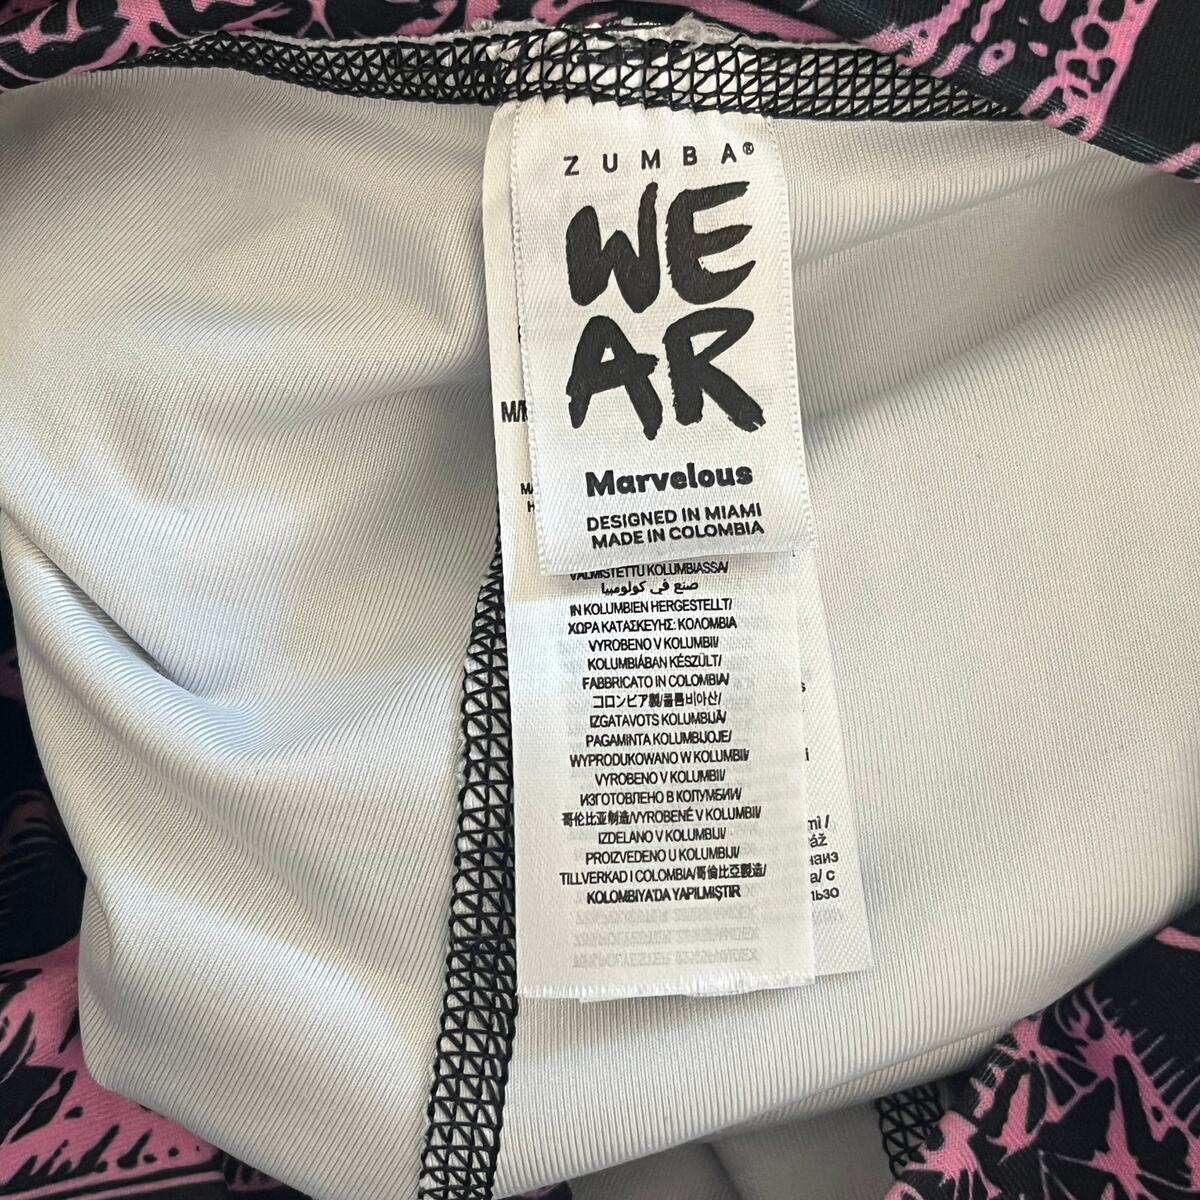 ZUMBA®
WE
AR
Marvelous
DESIGNED IN MIAMI
MADE IN COLOMBIA
VALMISTETTU KOLUMBIASSA/
صنع في كولومبيا
IN KOLUMBIEN HERGESTELLT/
ΧΩΡΑ ΚΑΤΑΣΚΕΥΗΣ: ΚΟΛΟΜΒΙΑ
VYROBENO V KOLUMBII/
KOLUMBIÁBAN KÉSZÜLT/
FABBRICATO IN COLOMBIA/
コロンビア製/콜롬비아산/
IZGATAVOTS KOLUMBIJĀ/
PAGAMINTA KOLUMBIJOJE/
WYPRODUKOWANO W KOLUMBII/
VYROBENO V KOLUMBII/
ИЗГОТОВЛЕНО В КОЛУМБИИ/
哥伦比亚制造/VYROBENÉ V KOLUMBII/
IZDELANO V KOLUMBIJI/
PROIZVEDENO U KOLUMBIJI/
TILLVERKAD I COLOMBIA/哥倫比亞製造/
KOLOMBIYA'DA YAPILMIŞTIR